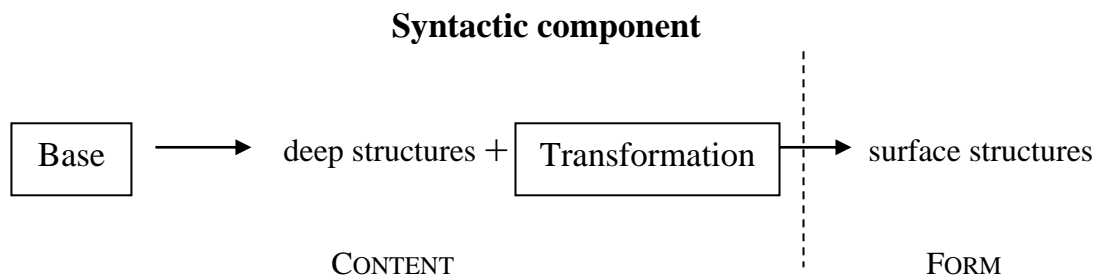 Syntactic component
Base deep structures + Transformation surface structures
CONTENT FORM